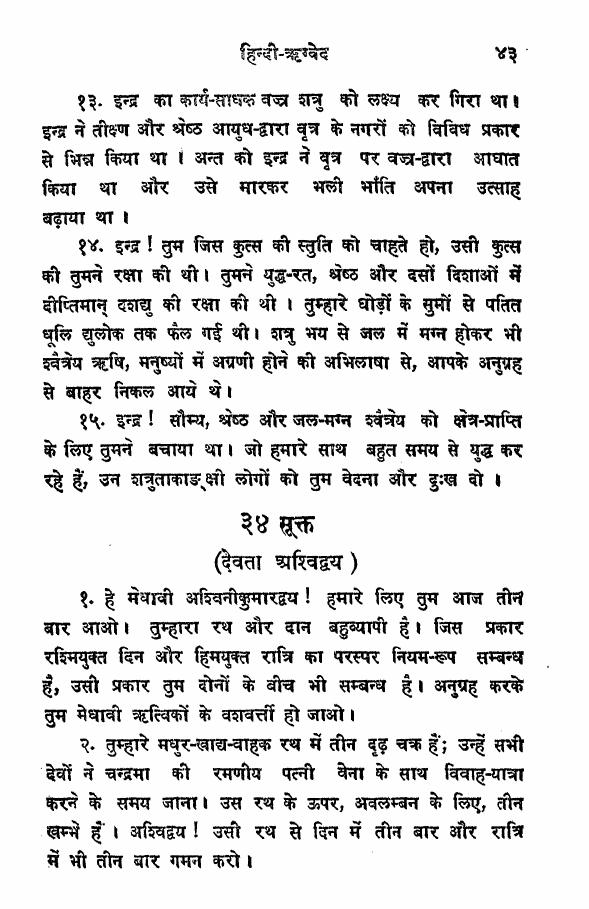 हिन्दी-ऋग्वेद ४३
१३. इन्द्र का कार्य-साधक वज्र शत्रु को लक्ष्य कर गिरा था।
इन्द्र ने तीक्ष्ण और श्रेष्ठ आयुध-द्वारा वृत्र के नगरों को विविध प्रकार
से भिन्न किया था । अन्त को इन्द्र ने वृत्र पर वज्र-द्वारा आघात
किया था और उसे मारकर भली भाँति अपना उत्साह
बढ़ाया था ।
१४. इन्द्र ! तुम जिस कुत्स की स्तुति को चाहते हो, उसी कुत्स
की तुमने रक्षा की थी। तुमने युद्ध-रत, श्रेष्ठ और दसों दिशाओं में
दीप्तिमान् दशद्यु की रक्षा की थी । तुम्हारे घोड़ों के सुमों से पतित
धूलि द्युलोक तक फैल गई थी। शत्रु भय से जल में मग्न होकर भी
श्वैत्रेय ऋषि, मनुष्यों में अग्रणी होने की अभिलाषा से, आपके अनुग्रह
से बाहर निकल आये थे।
१५. इन्द्र ! सौम्य, श्रेष्ठ और जल-मग्न श्वैत्रेय को क्षेत्र-प्राप्ति
के लिए तुमने बचाया था। जो हमारे साथ बहुत समय से युद्ध कर
रहे हैं, उन शत्रुताकाङ्क्षी लोगों को तुम वेदना और दुःख दो ।
३४ सूक्त
(देवता अश्विद्वय )
१. हे मेधावी अश्विनीकुमारद्वय ! हमारे लिए तुम आज तीन
बार आओ। तुम्हारा रथ और दान बहुव्यापी है। जिस प्रकार
रश्मियुक्त दिन और हिमयुक्त रात्रि का परस्पर नियम-रूप सम्बन्ध
है, उसी प्रकार तुम दोनों के बीच भी सम्बन्ध है। अनुग्रह करके
तुम मेधावी ऋत्विकों के वशवर्त्ती हो जाओ।
२. तुम्हारे मधुर-खाद्य-वाहक रथ में तीन दृढ़ चक्र हैं; उन्हें सभी
देवों ने चन्द्रमा की रमणीय पत्नी वेना के साथ विवाह-यात्रा
करने के समय जाना। उस रथ के ऊपर, अवलम्बन के लिए, तीन
खम्भे हैं । अश्विद्वय ! उसी रथ से दिन में तीन बार और रात्रि
में भी तीन बार गमन करो।